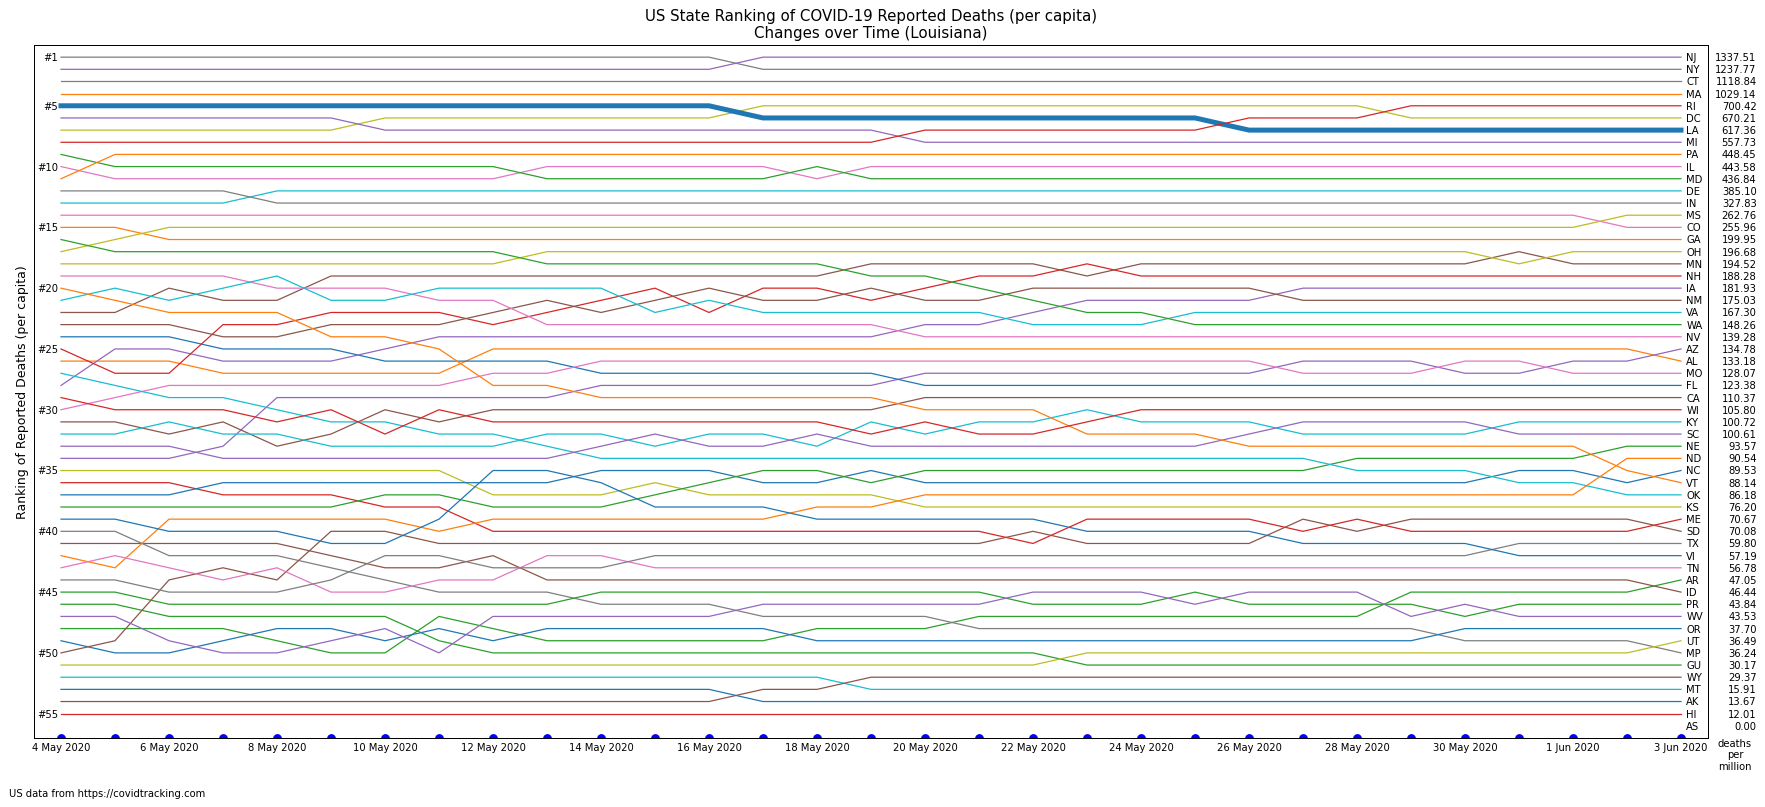 US State Ranking of COVID-19 Reported Deaths (per capita)
Changes over Time (Louisiana)
Ranking of Reported Deaths (per capita)
#1
#5
#10
#15
#20
#25
#30
#35
#40
#45
#50
#55
NJ 1337.51
NY 1237.77
CT 1118.84
MA 1029.14
RI 700.42
DC 670.21
LA 617.36
MI 557.73
PA 448.45
IL 443.58
MD 436.84
DE 385.10
IN 327.83
MS 262.76
CO 255.96
GA 199.95
OH 196.68
MN 194.52
NH 188.28
IA 181.93
NM 175.03
VA 167.30
WA 148.26
NV 139.28
AZ 134.78
AL 133.18
MO 128.07
FL 123.38
CA 110.37
WI 105.80
KY 100.72
SC 100.61
NE 93.57
ND 90.54
NC 89.53
VT 88.14
OK 86.18
KS 76.20
ME 70.67
SD 70.08
TX 59.80
VI 57.19
TN 56.78
AR 47.05
ID 46.44
PR 43.84
WV 43.53
OR 37.70
UT 36.49
MP 36.24
GU 30.17
WY 29.37
MT 15.91
AK 13.67
HI 12.01
AS 0.00
4 May 2020 6 May 2020 8 May 2020 10 May 2020 12 May 2020 14 May 2020 16 May 2020 18 May 2020 20 May 2020 22 May 2020 24 May 2020 26 May 2020 28 May 2020 30 May 2020 1 Jun 2020 3 Jun 2020
deaths
per
million
US data from https://covidtracking.com